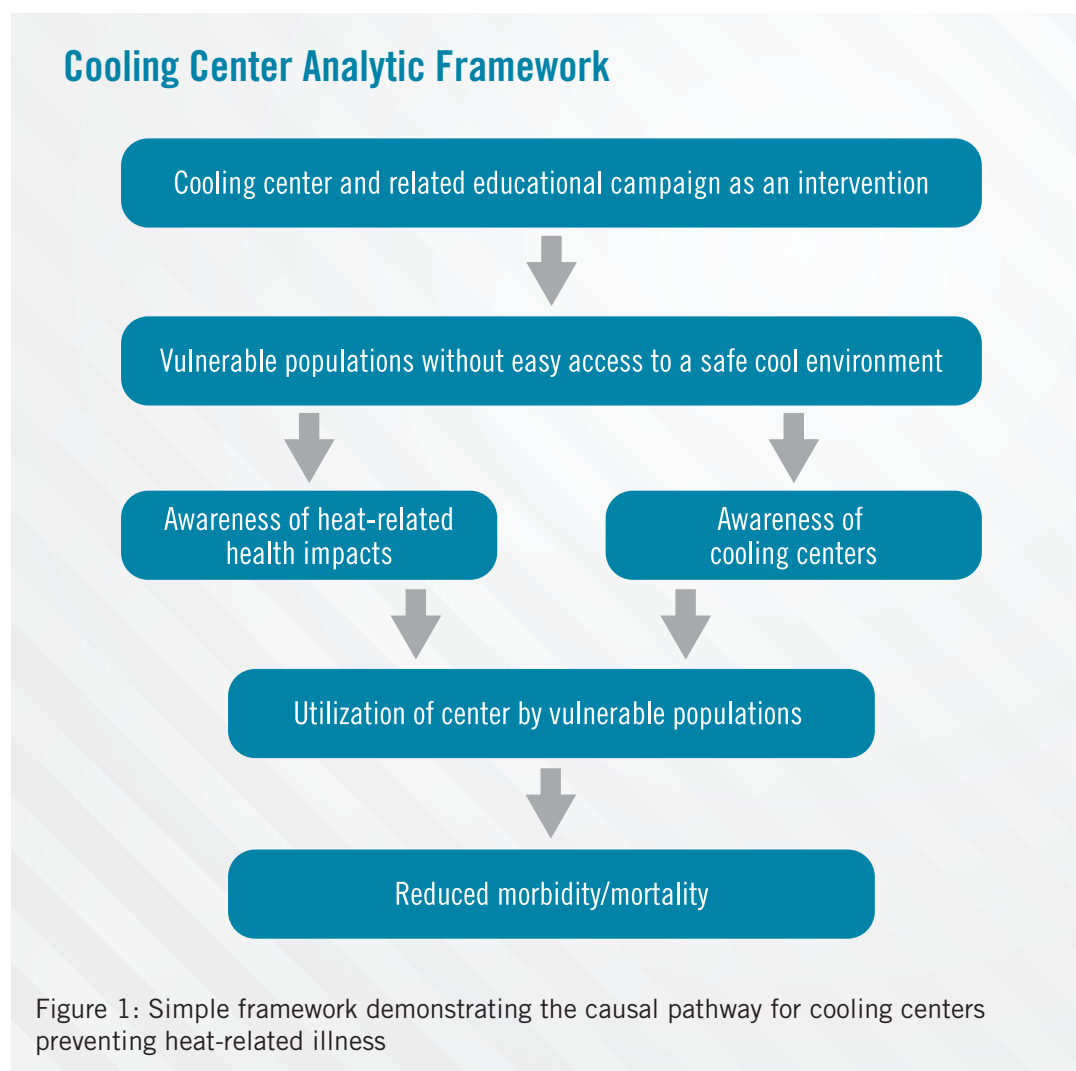 Cooling Center Analytic Framework
Cooling center and related educational campaign as an intervention
Vulnerable populations without easy access to a safe cool environment
Awareness of heat-related
health impacts
Awareness of
cooling centers
Utilization of center by vulnerable populations
Reduced morbidity/mortality
Figure 1: Simple framework demonstrating the causal pathway for cooling centers
preventing heat-related illness